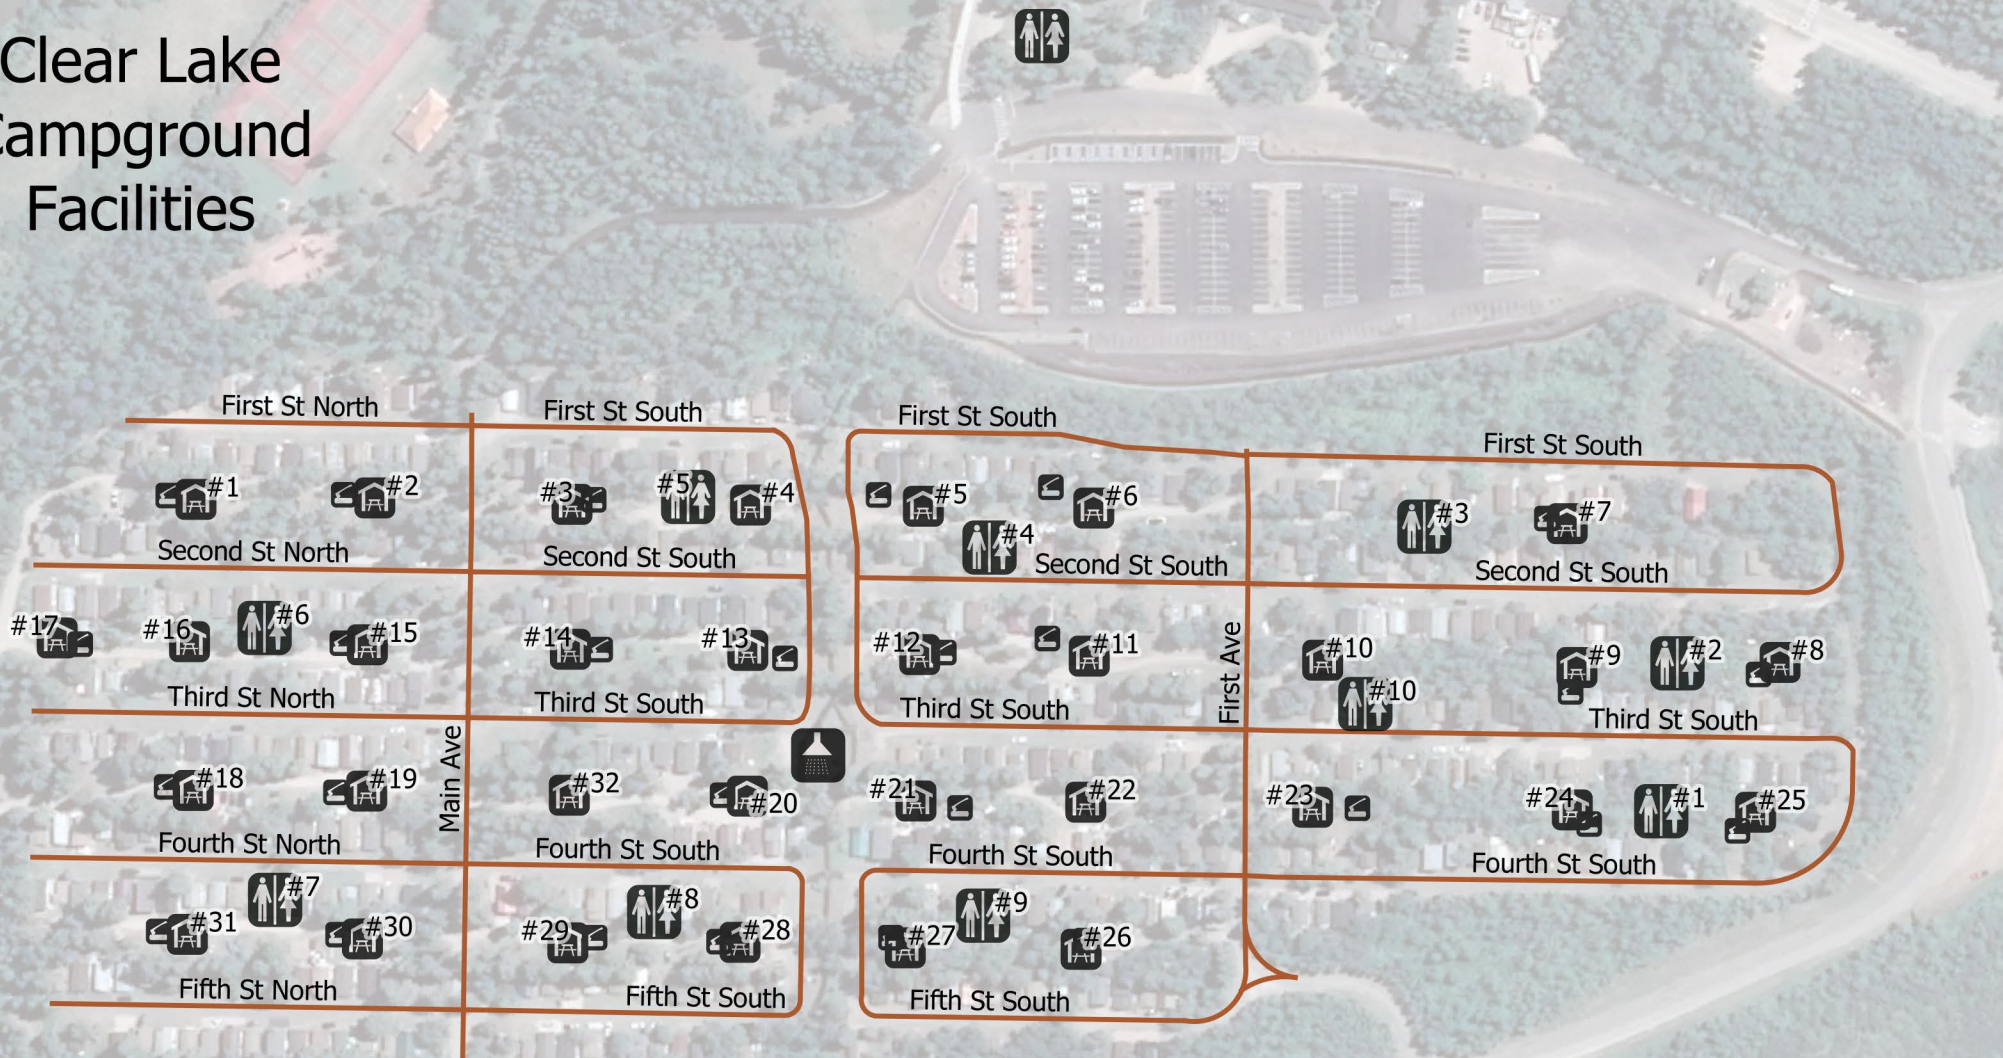 Clear Lake
Campground
Facilities
First St North
First St South
First St South
First St South
#1
#2
#3
#5
#4
#5
#6
#4
#3
#7
Second St North
Second St South
Second St South
Second St South
#17
#16
#6
#15
#14
#13
#12
#11
First Ave
#10
#10
#9
#2
#8
Third St North
Third St South
Third St South
Third St South
#18
#19
Main Ave
#32
#20
#21
#22
#23
#24
#1
#25
Fourth St North
Fourth St South
Fourth St South
Fourth St South
#31
#7
#30
#29
#8
#28
#27
#9
#26
Fifth St North
Fifth St South
Fifth St South